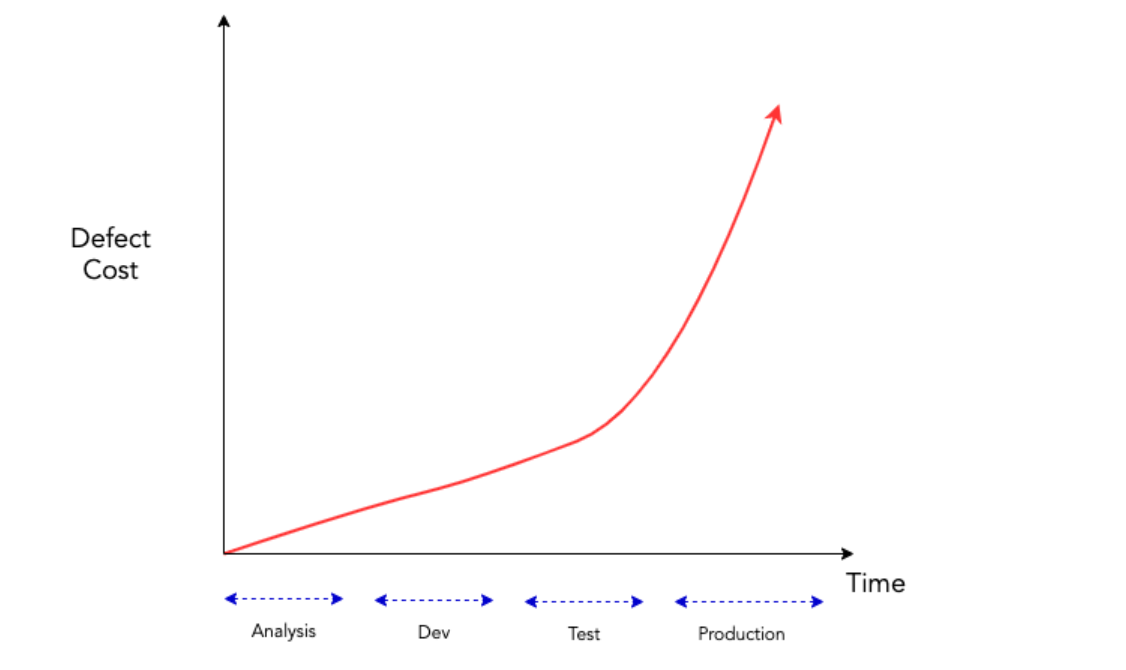 Defect
Cost
Time
Analysis
Dev
Test
Production